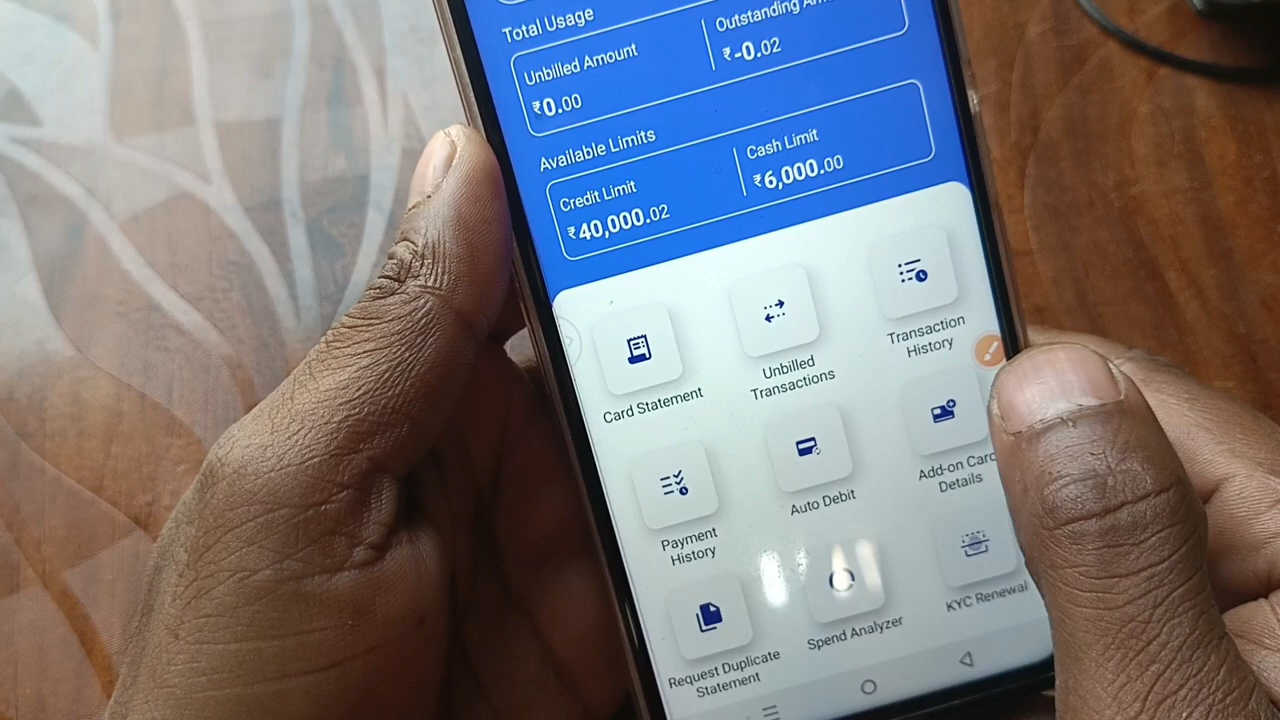 Total Usage
Unbilled Amount
₹0.00
Outstanding
₹-0.02
Available Limits
Credit Limit
₹40,000.02
Cash Limit
₹6,000.00
Card Statement
Unbilled
Transactions
Transaction
History
Payment
History
Auto Debit
Add-on Card
Details
Request Duplicate
Statement
Spend Analyzer
KYC Renewal